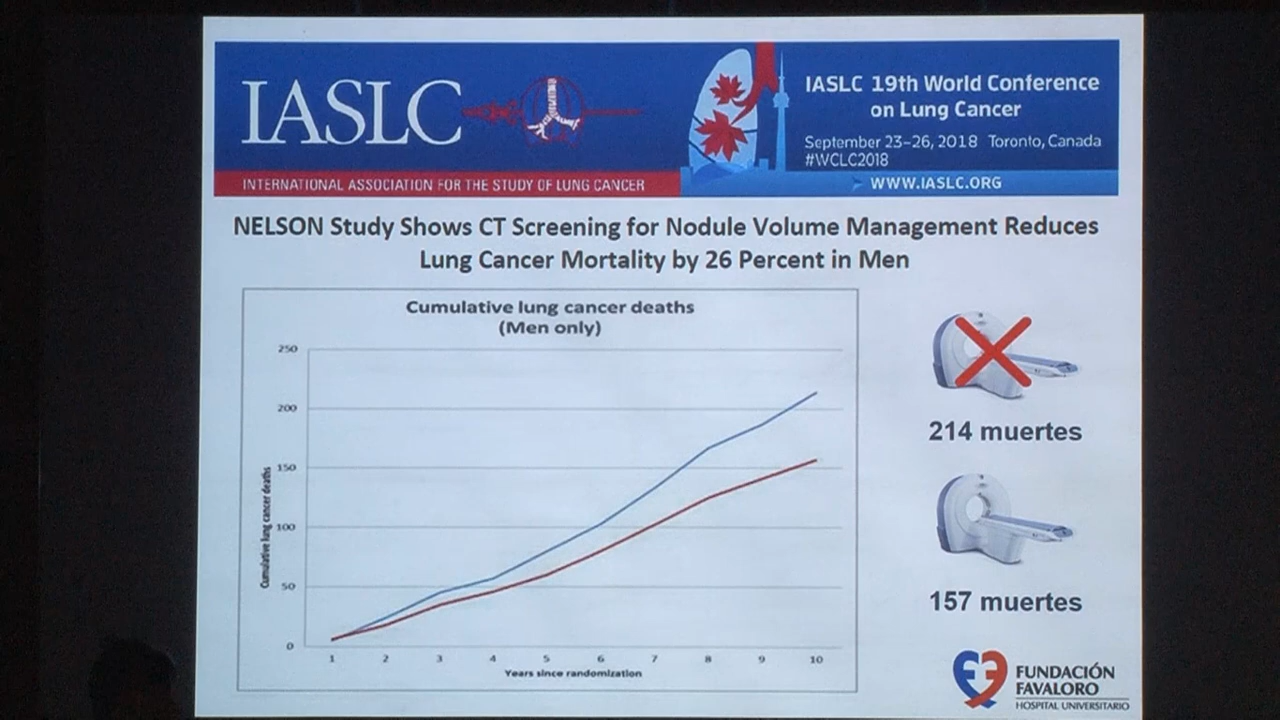 IASLC
INTERNATIONAL ASSOCIATION FOR THE STUDY OF LUNG CANCER
IASLC 19th World Conference
on Lung Cancer
September 23-26, 2018 Toronto, Canada
#WCLC2018
WWW.IASLC.ORG
NELSON Study Shows CT Screening for Nodule Volume Management Reduces
Lung Cancer Mortality by 26 Percent in Men
Cumulative lung cancer deaths
(Men only)
Cumulative lung cancer deaths
250
200
150
100
50
0
1 2 3 4 5 6 7 8 9 10
Years since randomization
214 muertes
157 muertes
FUNDACIÓN
FAVALORO
HOSPITAL UNIVERSITARIO